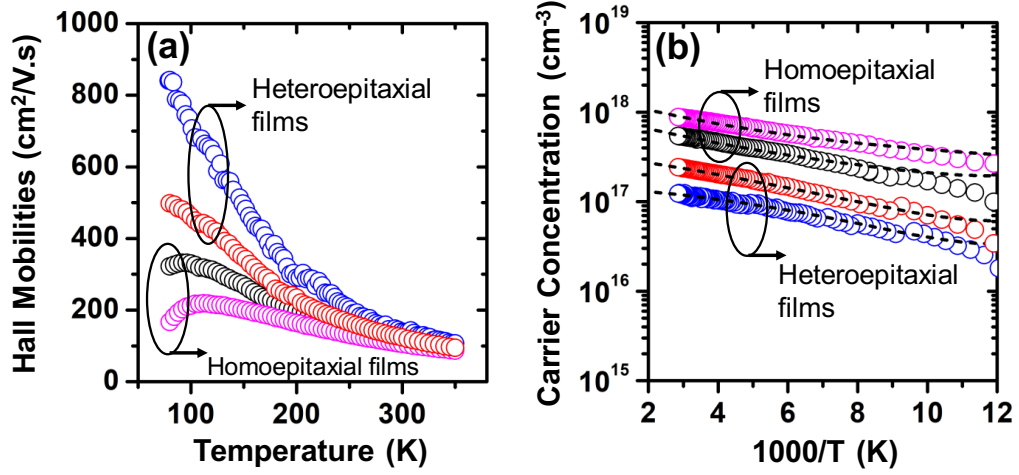 (a)
Hall Mobilities (cm²/V.s)
1000
800
600
400
200
0
Heteroepitaxial
films
Homoepitaxial films
100
200
300
Temperature (K)
(b)
Carrier Concentration (cm⁻³)
10¹⁹
10¹⁸
10¹⁷
10¹⁶
10¹⁵
Homoepitaxial
films
Heteroepitaxial
films
2
4
6
8
10
12
1000/T (K)